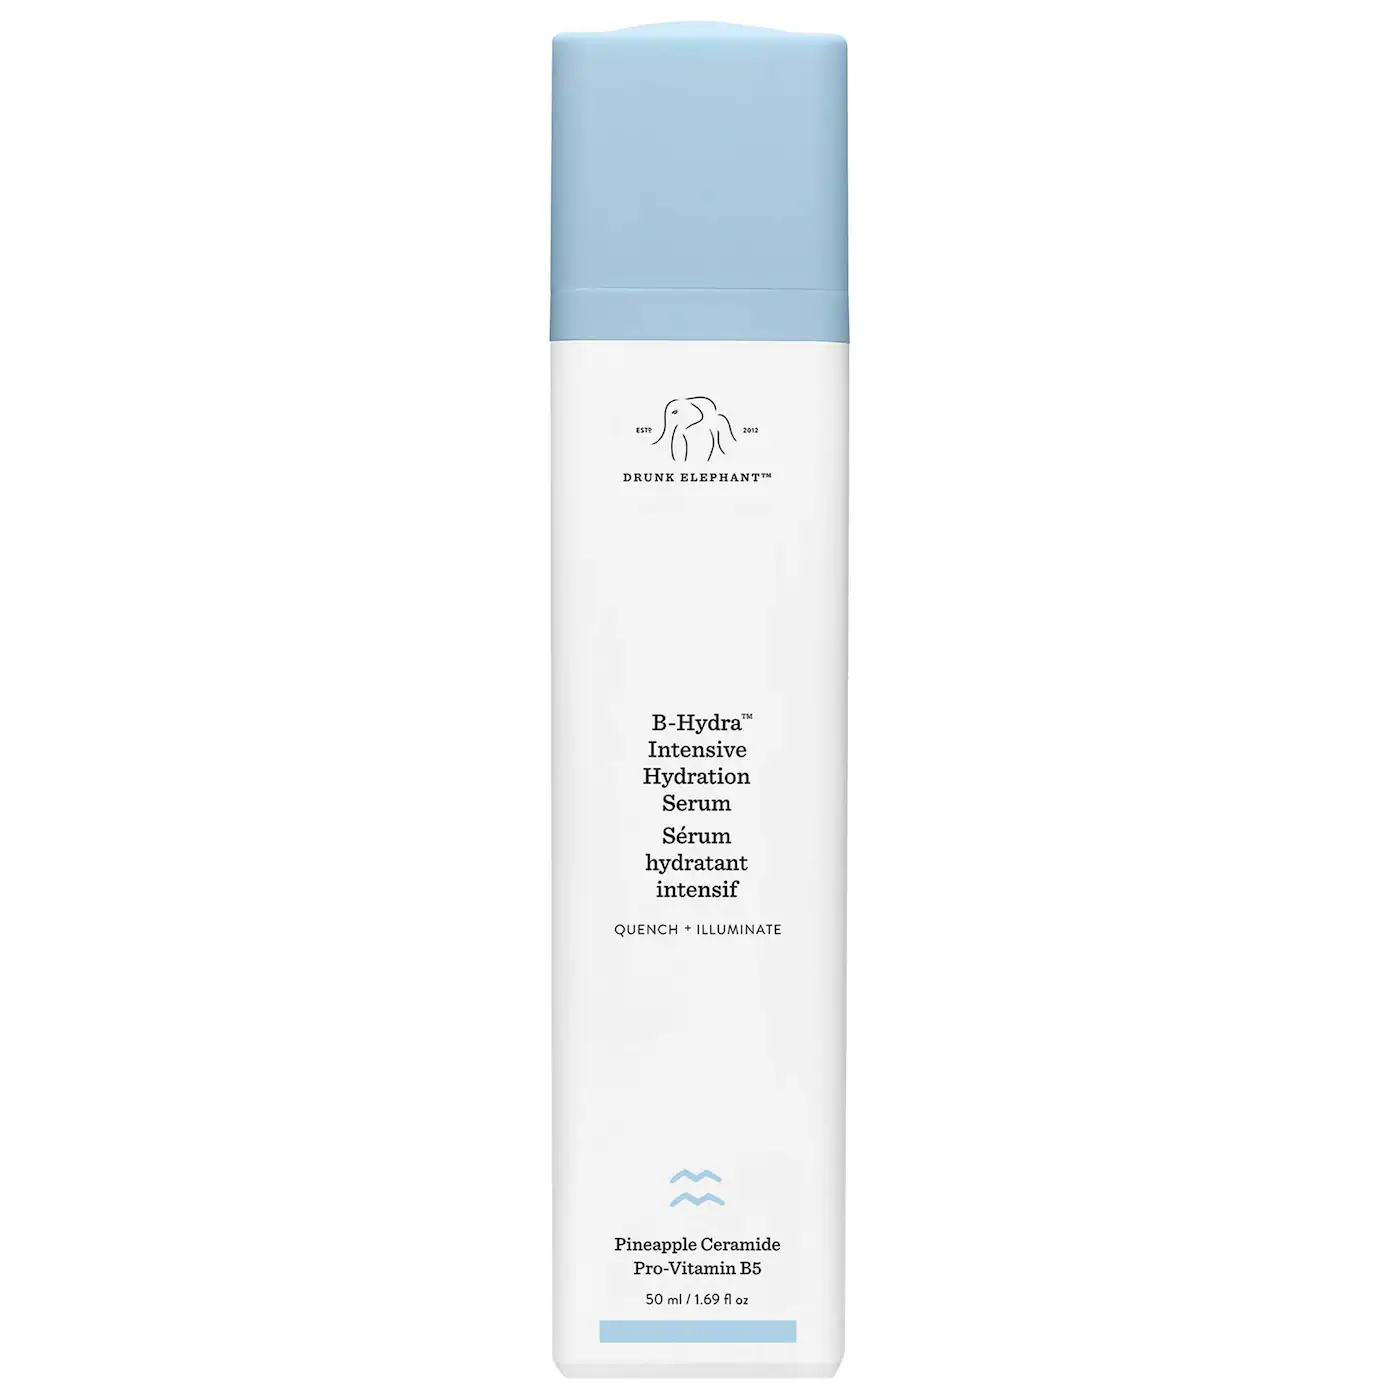 ESTD 2012
DRUNK ELEPHANT™
B-Hydra™
Intensive
Hydration
Serum
Sérum
hydratant
intensif
QUENCH + ILLUMINATE
Pineapple Ceramide
Pro-Vitamin B5
50 ml / 1.69 fl oz